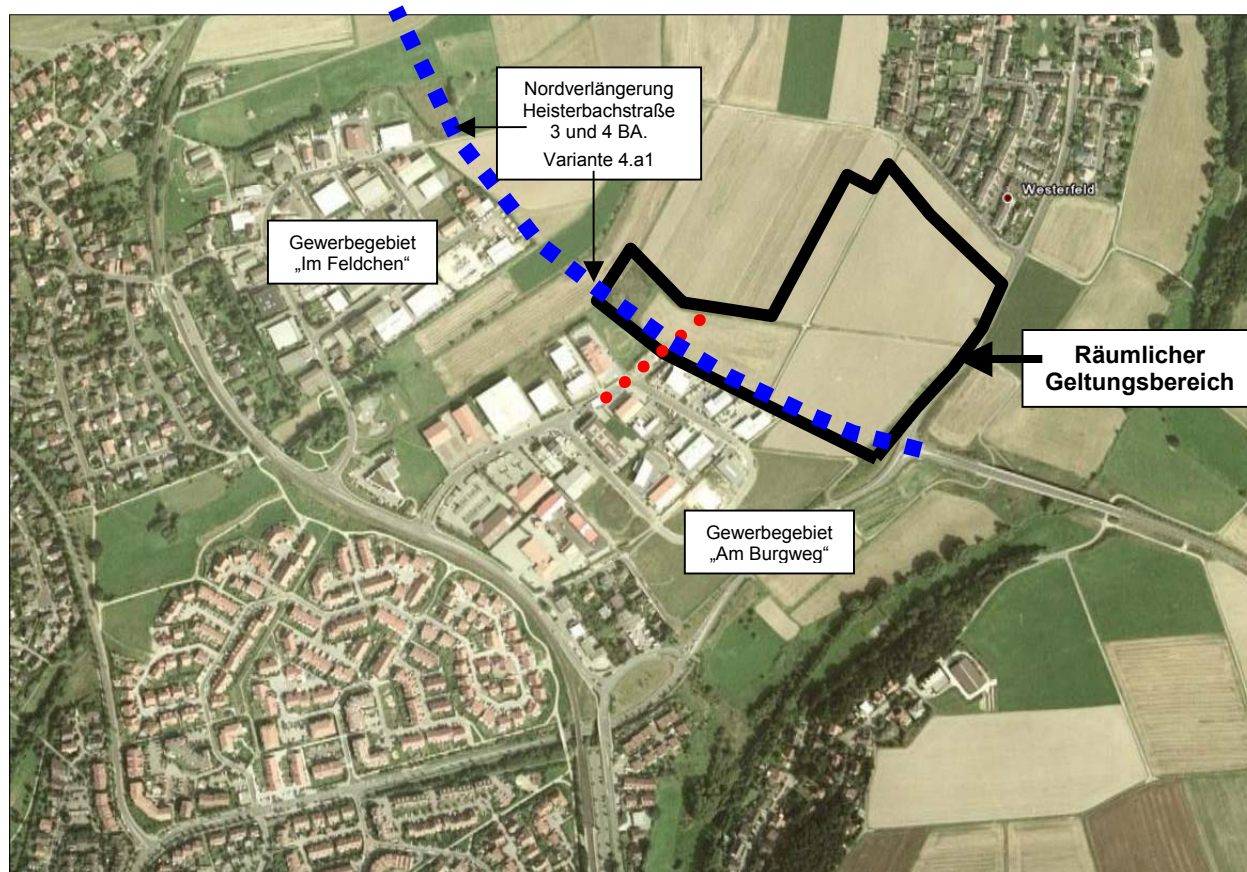 Nordverlängerung
Heisterbachstraße
3 und 4 BA.
Variante 4.a1
Westerfeld
Gewerbegebiet
„Im Feldchen“
Räumlicher
Geltungsbereich
Gewerbegebiet
„Am Burgweg“